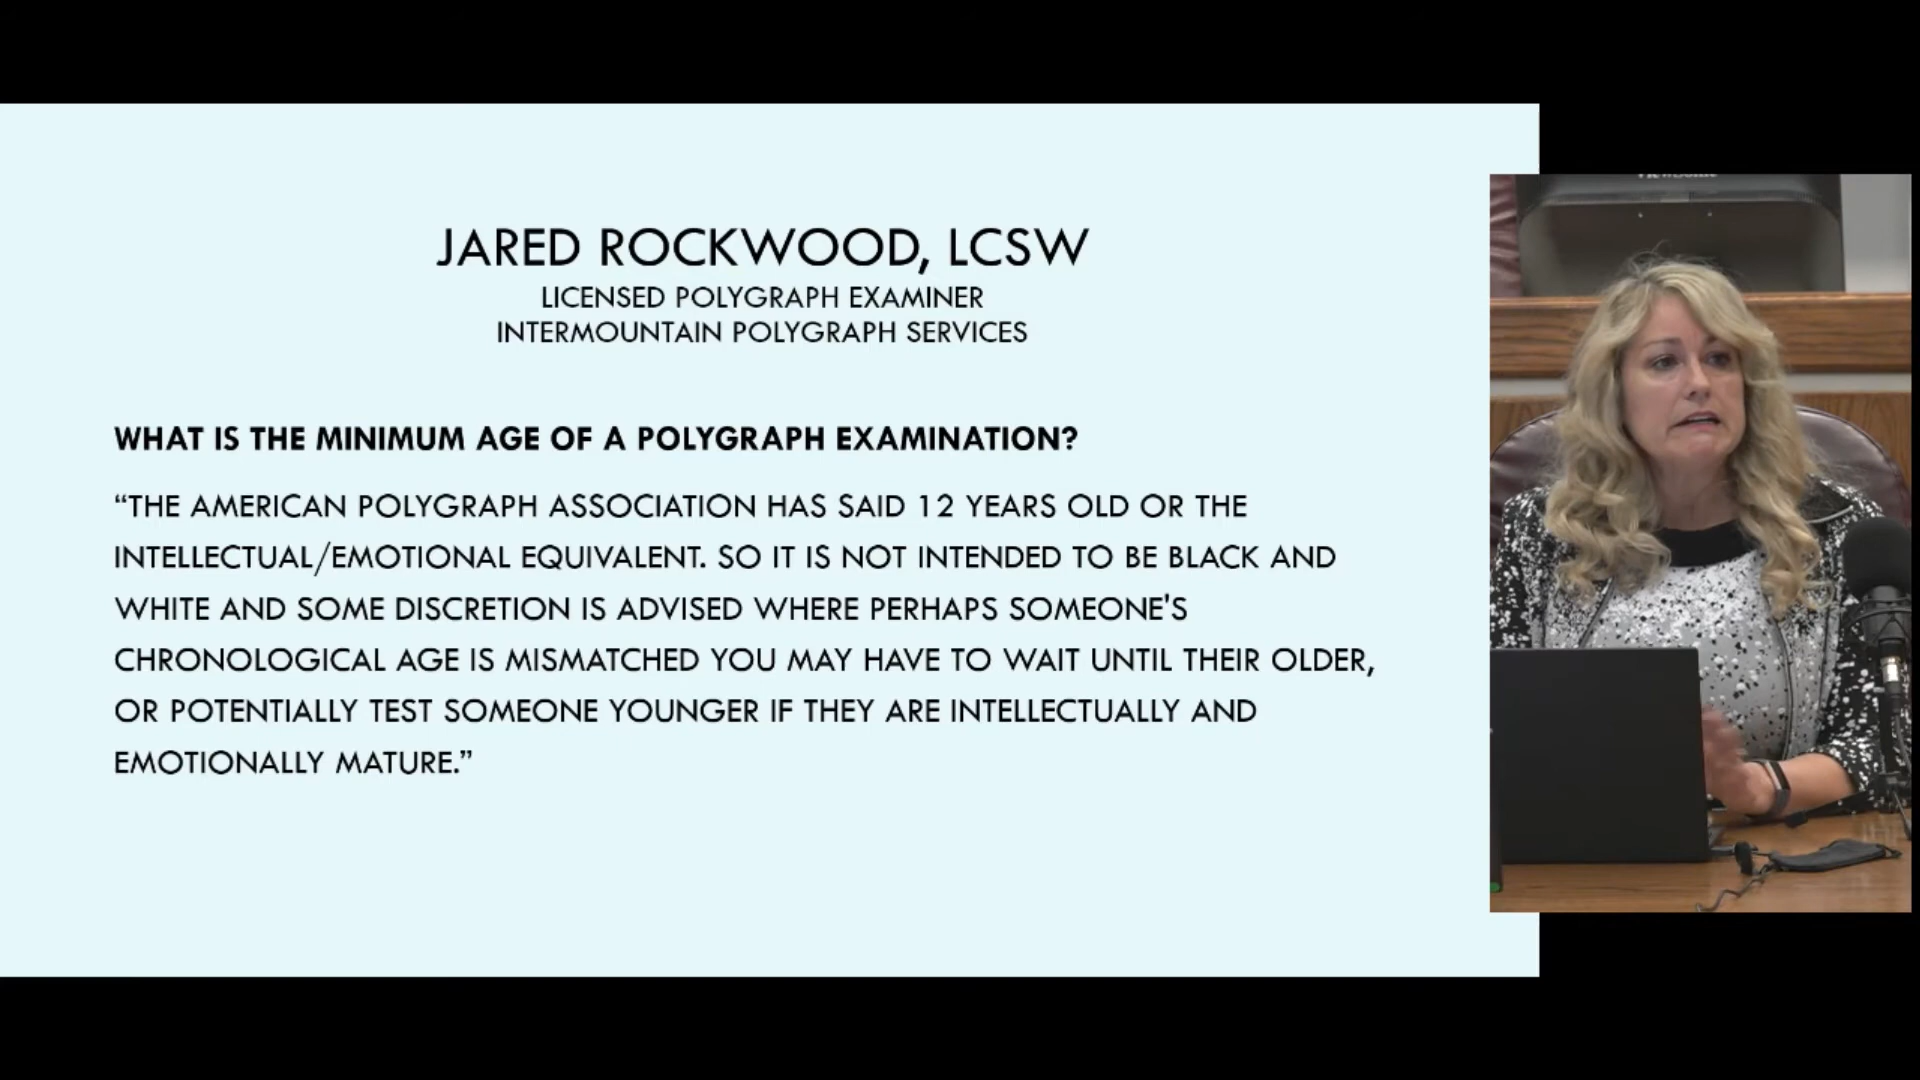 JARED ROCKWOOD, LCSW
LICENSED POLYGRAPH EXAMINER
INTERMOUNTAIN POLYGRAPH SERVICES
WHAT IS THE MINIMUM AGE OF A POLYGRAPH EXAMINATION?
“THE AMERICAN POLYGRAPH ASSOCIATION HAS SAID 12 YEARS OLD OR THE
INTELLECTUAL/EMOTIONAL EQUIVALENT. SO IT IS NOT INTENDED TO BE BLACK AND
WHITE AND SOME DISCRETION IS ADVISED WHERE PERHAPS SOMEONE'S
CHRONOLOGICAL AGE IS MISMATCHED YOU MAY HAVE TO WAIT UNTIL THEIR OLDER,
OR POTENTIALLY TEST SOMEONE YOUNGER IF THEY ARE INTELLECTUALLY AND
EMOTIONALLY MATURE.”